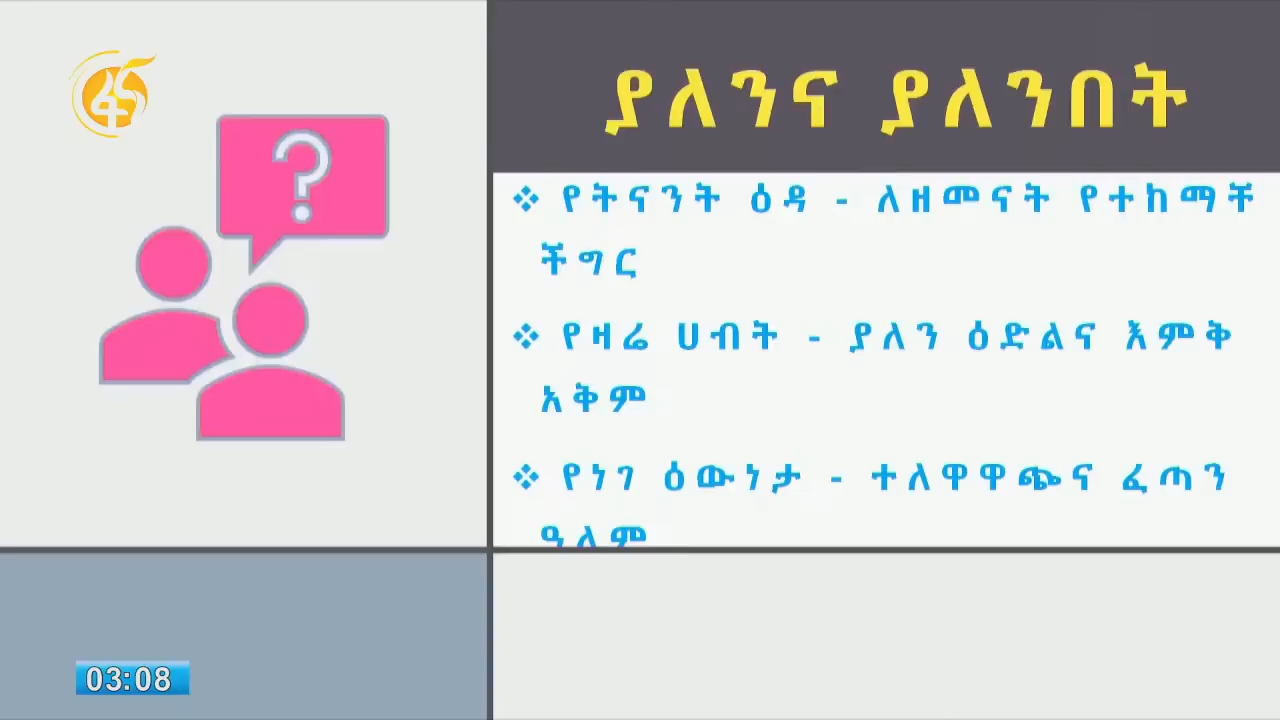 ፋና
ያለንና ያለንበት
❖ የትናንት ዕዳ - ለዘመናት የተከማቸ
ችግር
❖ የዛሬ ሀብት - ያለን ዕድልና እምቅ
አቅም
❖ የነገ ዕውነታ - ተለዋዋጭና ፈጣን
ዓለም
03:08